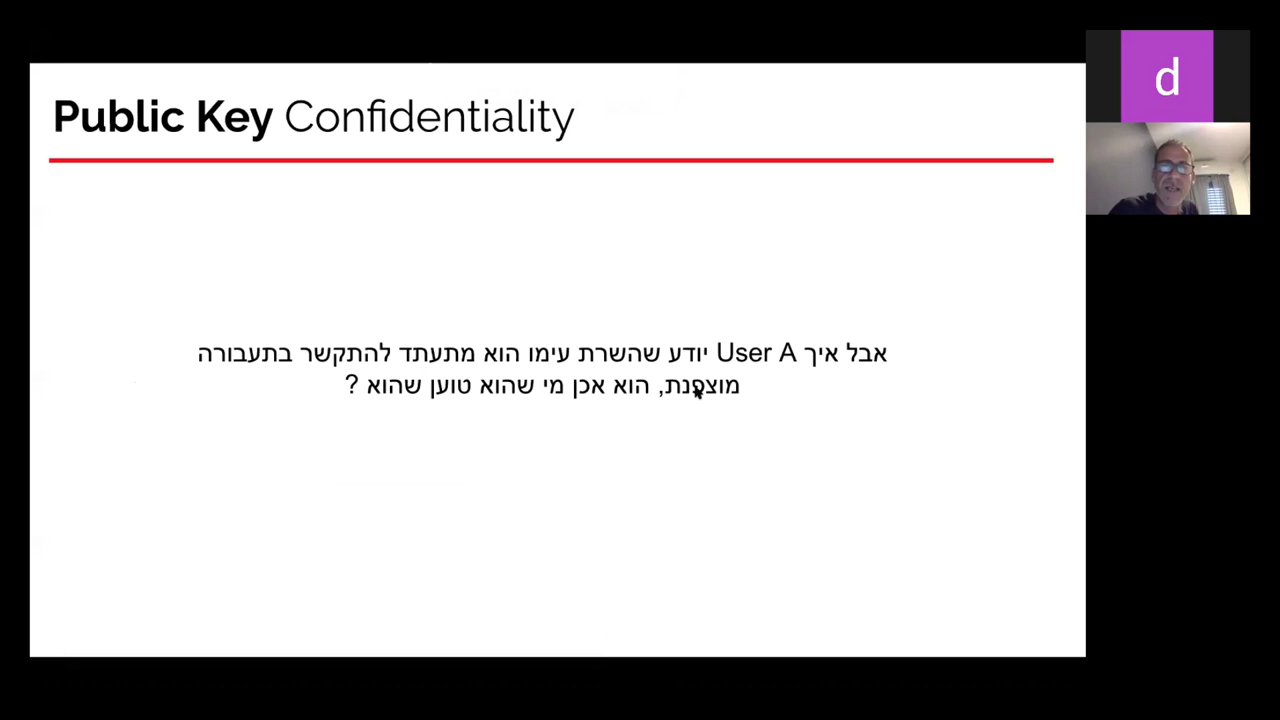 Public Key Confidentiality
d
אבל איך User A יודע שהשרת עימו הוא מתעתד להתקשר בתעבורה
מוצפנת, הוא אכן מי שהוא טוען שהוא ?